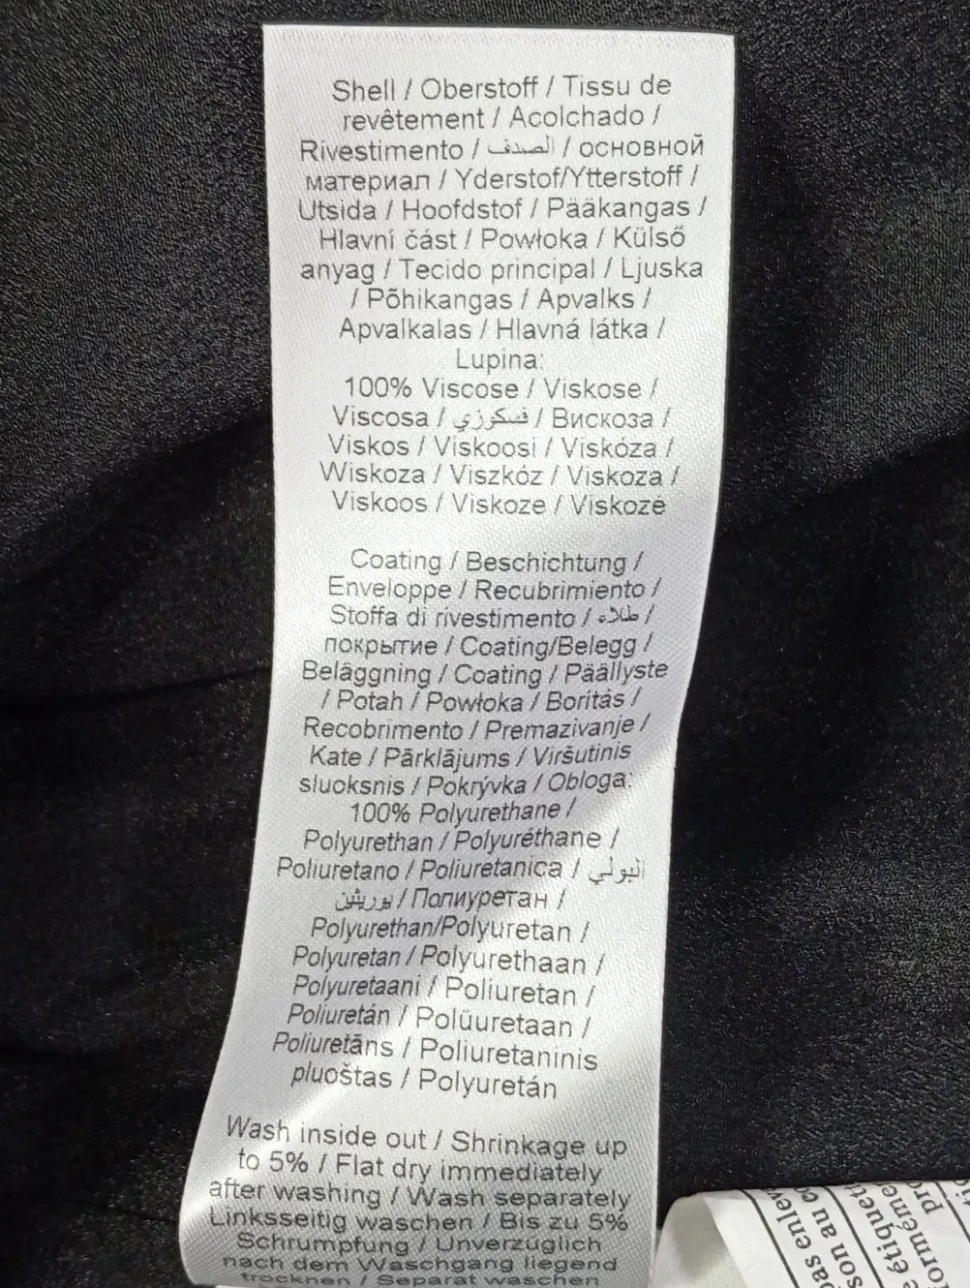 Shell / Oberstoff / Tissu de
revêtement / Acolchado /
Rivestimento / الصدف / основной
материал / Yderstof/Ytterstoff /
Utsida / Hoofdstof / Pääkangas /
Hlavní část / Powłoka / Külső
anyag / Tecido principal / Ljuska
/ Põhikangas / Apvalks /
Apvalkalas / Hlavná látka /
Lupina:
100% Viscose / Viskose /
Viscosa / فسكوزي / Вискоза /
Viskos / Viskoosi / Viskóza /
Wiskoza / Viszkóz / Viskoza /
Viskoos / Viskoze / Viskozė
Coating / Beschichtung /
Enveloppe / Recubrimiento /
Stoffa di rivestimento / طلاء /
покрытие / Coating/Belegg /
Beläggning / Coating / Päällyste
/ Potah / Powłoka / Borítás /
Recobrimento / Premazivanje /
Kate / Pārklājums / Viršutinis
sluoksnis / Pokrývka / Obloga:
100% Polyurethane /
Polyurethan / Polyuréthane /
Poliuretano / Poliuretanica / البولي
يوريثين / Полиуретан /
Polyurethan/Polyuretan /
Polyuretan / Polyurethaan /
Polyuretaani / Poliuretan /
Poliuretán / Polüuretaan /
Poliuretāns / Poliuretaninis
pluoštas / Polyuretán
Wash inside out / Shrinkage up
to 5% / Flat dry immediately
after washing / Wash separately
Linksseitig waschen / Bis zu 5%
Schrumpfung / Unverzüglich
nach dem Waschgang liegend
trocknen / Separat waschen
pas enlev
son au
étiquet